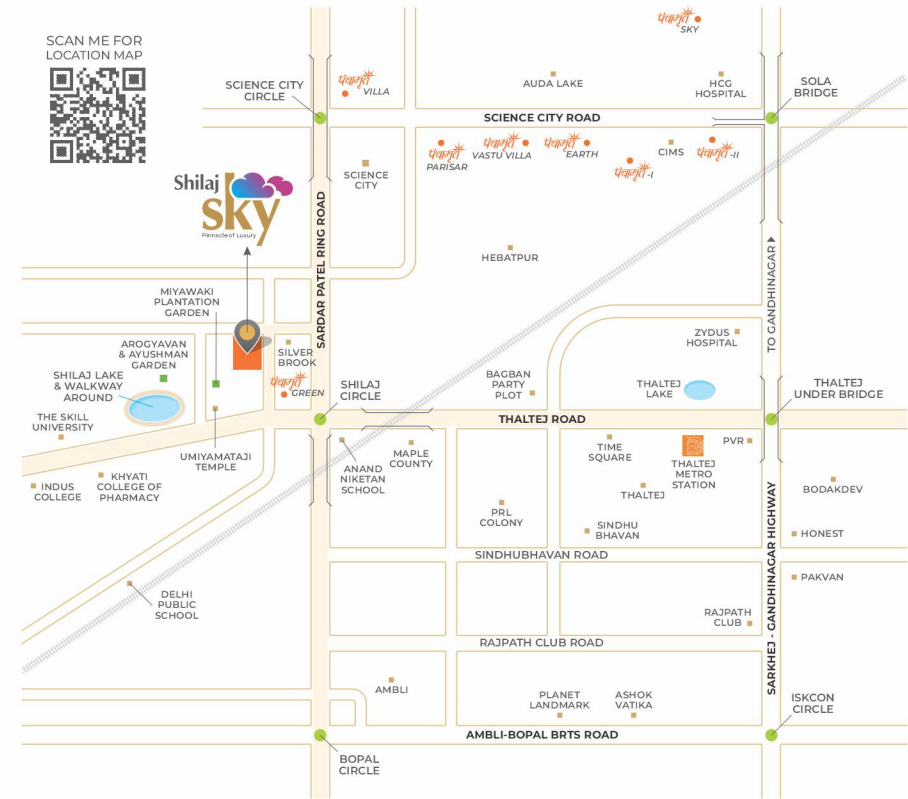 SCAN ME FOR
LOCATION MAP
पंचामृत
SKY
SCIENCE CITY
CIRCLE
पंचामृत
VILLA
AUDA LAKE
HCG
HOSPITAL
SOLA
BRIDGE
SCIENCE CITY ROAD
पंचामृत
PARISAR
पंचामृत
VASTU VILLA
पंचामृत
EARTH
पंचामृत -I
CIMS
पंचामृत -II
SCIENCE
CITY
Shilaj
sky
Pinnacle of Luxury
SARDAR PATEL RING ROAD
HEBATPUR
TO GANDHINAGAR
MIYAWAKI
PLANTATION
GARDEN
AROGYAVAN
& AYUSHMAN
GARDEN
SILVER
BROOK
पंचामृत
GREEN
ZYDUS
HOSPITAL
SHILAJ LAKE
& WALKWAY
AROUND
SHILAJ
CIRCLE
BAGBAN
PARTY
PLOT
THALTEJ
LAKE
THALTEJ
UNDER BRIDGE
THE SKILL
UNIVERSITY
THALTEJ ROAD
UMIYAMATAJI
TEMPLE
ANAND
NIKETAN
SCHOOL
MAPLE
COUNTY
TIME
SQUARE
PVR
THALTEJ
METRO
STATION
INDUS
COLLEGE
KHYATI
COLLEGE OF
PHARMACY
THALTEJ
BODAKDEV
PRL
COLONY
SINDHU
BHAVAN
HONEST
SINDHUBHAVAN ROAD
SARKHEJ - GANDHINAGAR HIGHWAY
PAKVAN
DELHI
PUBLIC
SCHOOL
RAJPATH
CLUB
RAJPATH CLUB ROAD
AMBLI
PLANET
LANDMARK
ASHOK
VATIKA
ISKCON
CIRCLE
AMBLI-BOPAL BRTS ROAD
BOPAL
CIRCLE